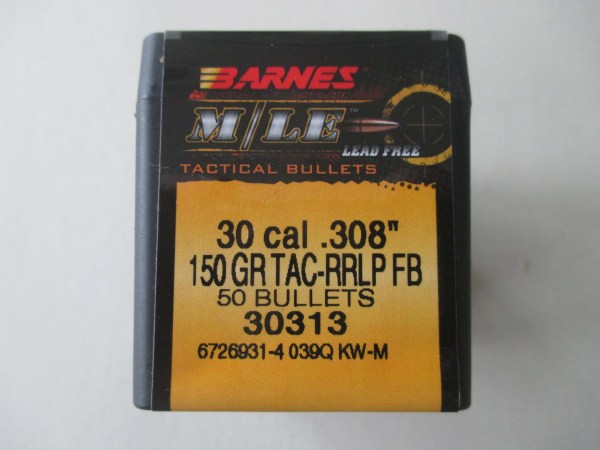 BARNES
M/LE™
LEAD FREE
TACTICAL BULLETS
30 cal .308"
150 GR TAC-RRLP FB
50 BULLETS
30313
6726931-4 039Q KW-M